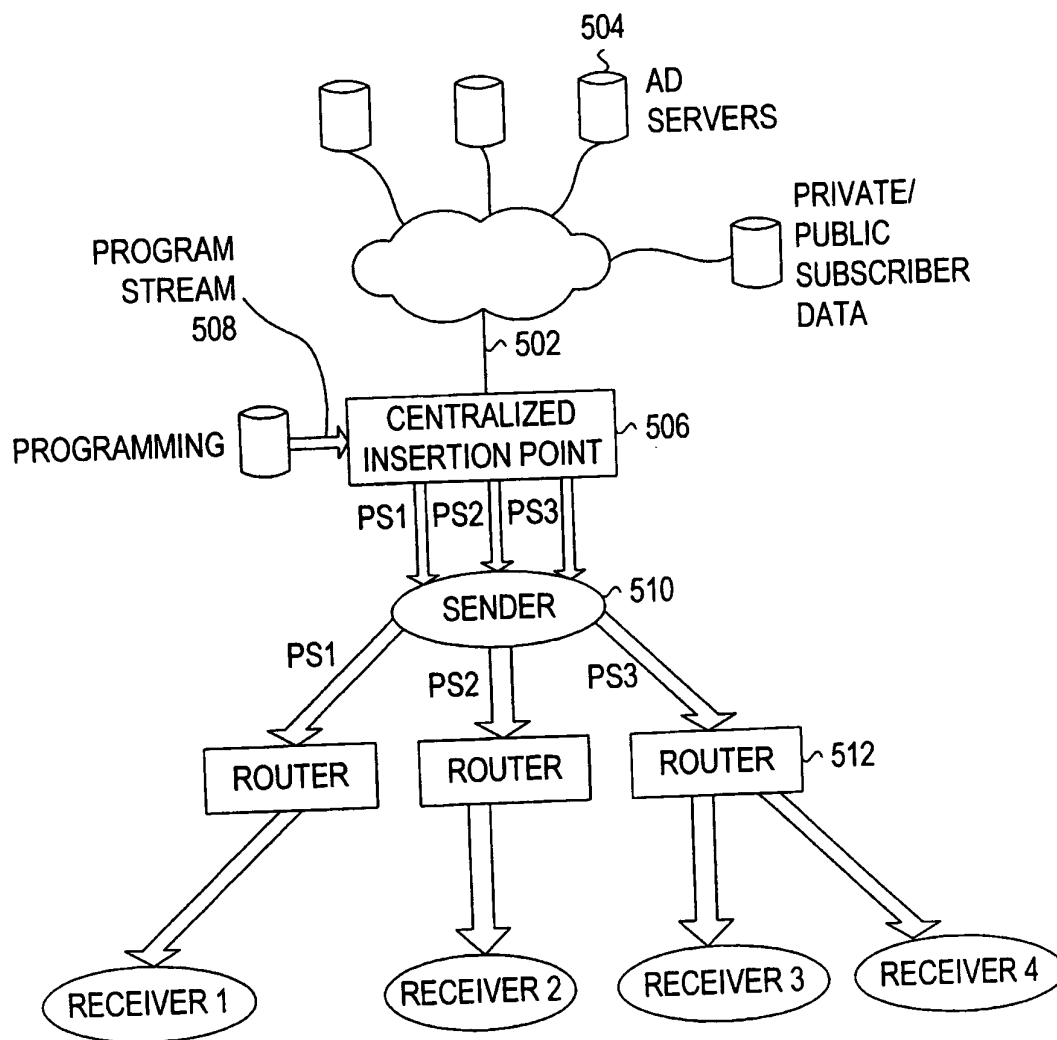 504
AD
SERVERS
PRIVATE/
PUBLIC
SUBSCRIBER
DATA
PROGRAM
STREAM
508
502
PROGRAMMING
CENTRALIZED
INSERTION POINT
506
PS1
PS2
PS3
SENDER
510
PS1
PS2
PS3
ROUTER
ROUTER
ROUTER
512
RECEIVER 1
RECEIVER 2
RECEIVER 3
RECEIVER 4